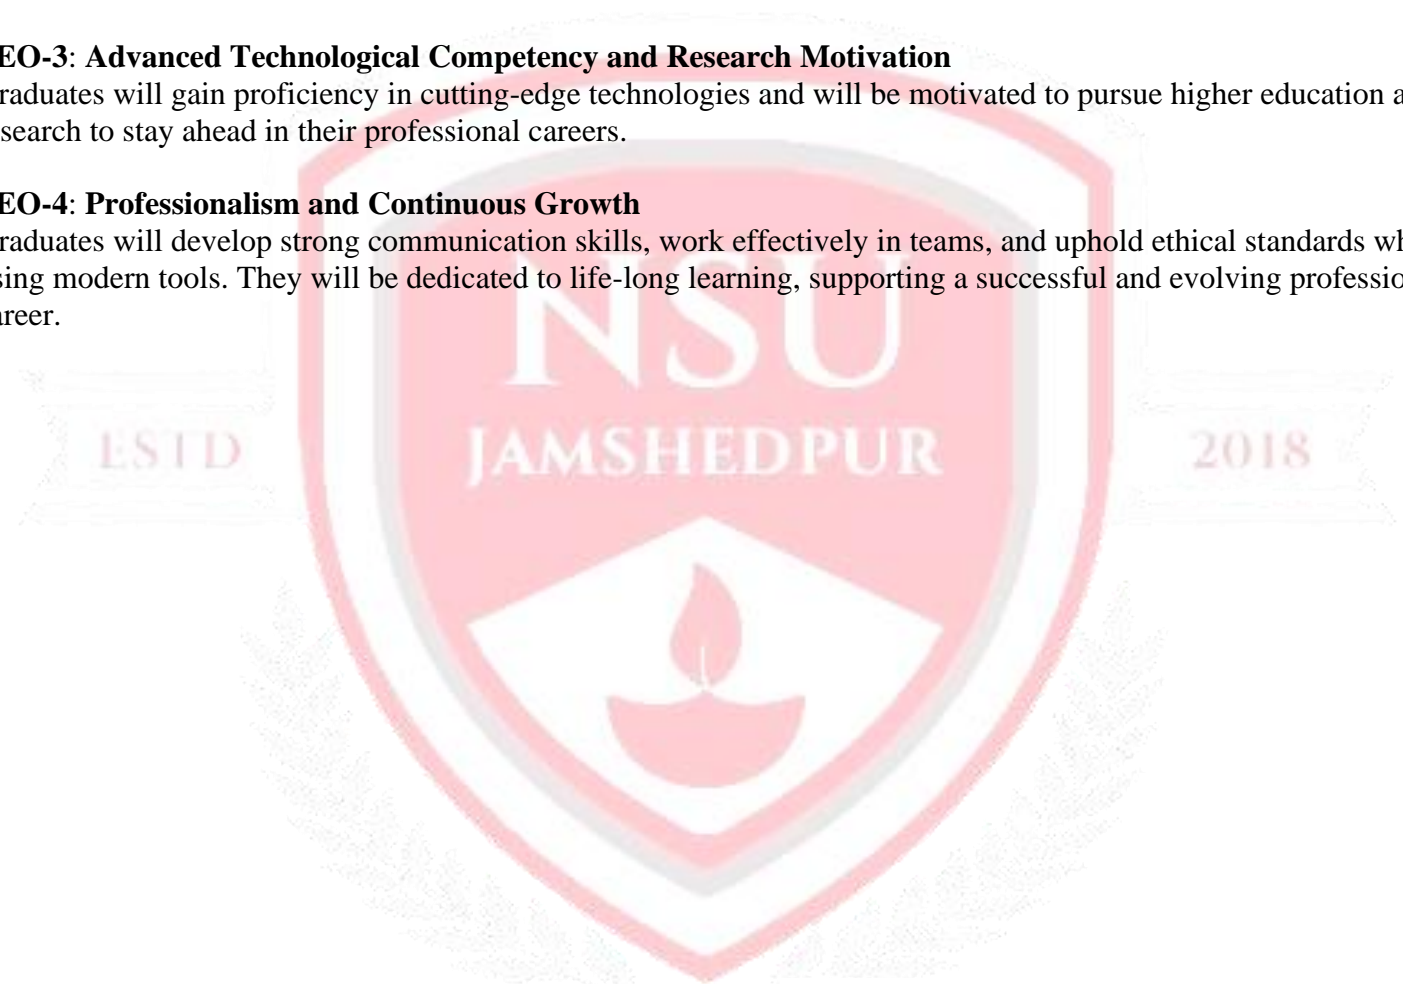 EO-3: Advanced Technological Competency and Research Motivation
raduates will gain proficiency in cutting-edge technologies and will be motivated to pursue higher education a
search to stay ahead in their professional careers.
EO-4: Professionalism and Continuous Growth
raduates will develop strong communication skills, work effectively in teams, and uphold ethical standards wh
sing modern tools. They will be dedicated to life-long learning, supporting a successful and evolving professio
areer.
NSU
JAMSHEDPUR
ESTD
2018